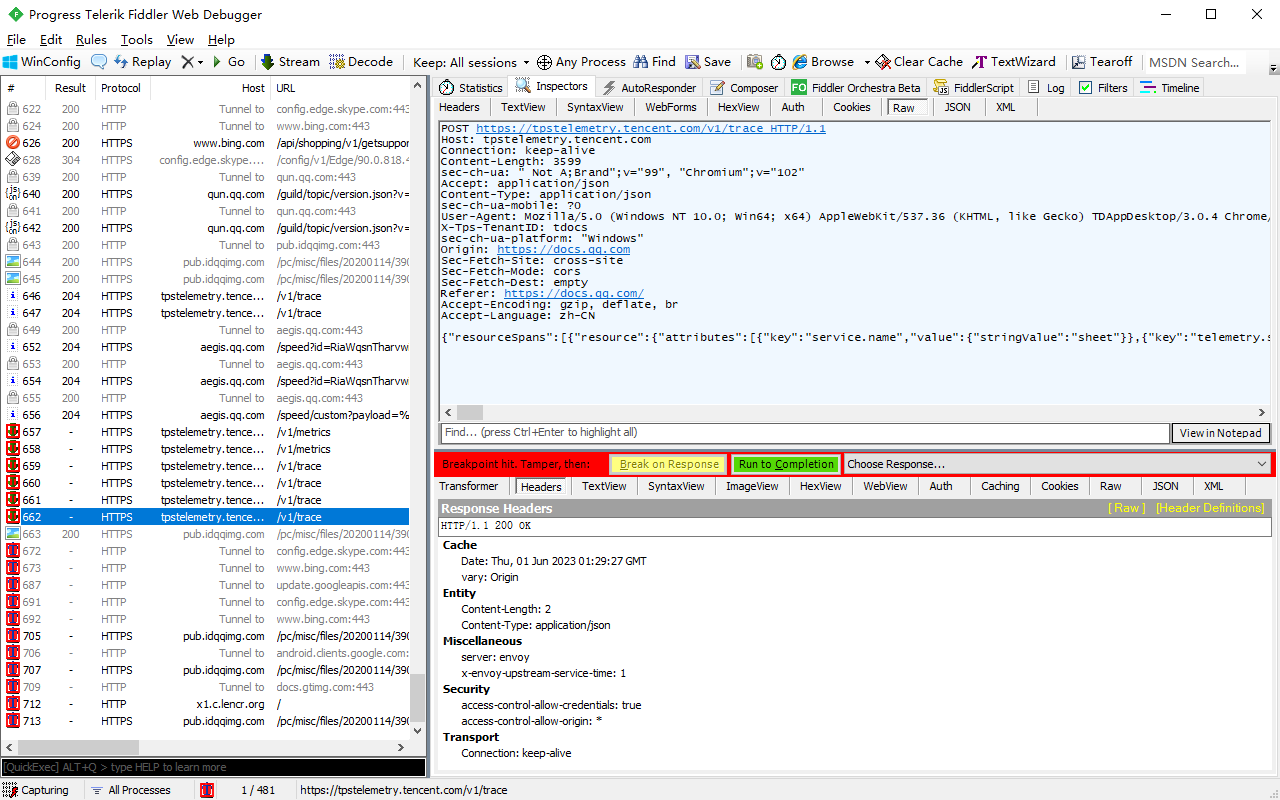 Progress Telerik Fiddler Web Debugger
File Edit Rules Tools View Help
WinConfig Replay Go Stream Decode Keep: All sessions Any Process Find Save Browse Clear Cache TextWizard Tearoff MSDN Search...
# Result Protocol Host URL
622 200 HTTP Tunnel to config.edge.skype.com:443
624 200 HTTP Tunnel to www.bing.com:443
626 200 HTTPS www.bing.com /api/shopping/v1/getsuppor
628 304 HTTPS config.edge.skype.... /config/v1/Edge/90.0.818.4
639 200 HTTP Tunnel to qun.qq.com:443
640 200 HTTPS qun.qq.com /guild/topic/version.json?v=
641 200 HTTP Tunnel to qun.qq.com:443
642 200 HTTPS qun.qq.com /guild/topic/version.json?v=
643 200 HTTP Tunnel to pub.idqqimg.com:443
644 200 HTTPS pub.idqqimg.com /pc/misc/files/20200114/390
645 200 HTTPS pub.idqqimg.com /pc/misc/files/20200114/390
646 204 HTTPS tpstelemetry.tence... /v1/trace
647 204 HTTPS tpstelemetry.tence... /v1/trace
649 200 HTTP Tunnel to aegis.qq.com:443
652 204 HTTPS aegis.qq.com /speed?id=RiaWqsnTharvw
653 200 HTTP Tunnel to aegis.qq.com:443
654 204 HTTPS aegis.qq.com /speed?id=RiaWqsnTharvw
655 200 HTTP Tunnel to aegis.qq.com:443
656 204 HTTPS aegis.qq.com /speed/custom?payload=%
657 - HTTPS tpstelemetry.tence... /v1/metrics
658 - HTTPS tpstelemetry.tence... /v1/metrics
659 - HTTPS tpstelemetry.tence... /v1/trace
660 - HTTPS tpstelemetry.tence... /v1/trace
661 - HTTPS tpstelemetry.tence... /v1/trace
662 - HTTPS tpstelemetry.tence... /v1/trace
663 200 HTTPS pub.idqqimg.com /pc/misc/files/20200114/390
672 - HTTP Tunnel to config.edge.skype.com:443
673 - HTTP Tunnel to www.bing.com:443
687 - HTTP Tunnel to update.googleapis.com:443
691 - HTTP Tunnel to config.edge.skype.com:443
692 - HTTP Tunnel to www.bing.com:443
705 - HTTPS pub.idqqimg.com /pc/misc/files/20200114/390
706 - HTTP Tunnel to android.clients.google.com:
707 - HTTPS pub.idqqimg.com /pc/misc/files/20200114/390
709 - HTTP Tunnel to docs.gtimg.com:443
712 - HTTP x1.c.lencr.org /
713 - HTTPS pub.idqqimg.com /pc/misc/files/20200114/390
[QuickExec] ALT+Q > type HELP to learn more
Statistics Inspectors AutoResponder Composer FO Fiddler Orchestra Beta FiddlerScript Log Filters Timeline
Headers TextView SyntaxView WebForms HexView Auth Cookies Raw JSON XML
POST https://tpstelemetry.tencent.com/v1/trace HTTP/1.1
Host: tpstelemetry.tencent.com
Connection: keep-alive
Content-Length: 3599
sec-ch-ua: " Not A;Brand";v="99", "Chromium";v="102"
Accept: application/json
Content-Type: application/json
sec-ch-ua-mobile: ?0
User-Agent: Mozilla/5.0 (Windows NT 10.0; Win64; x64) AppleWebKit/537.36 (KHTML, like Gecko) TDAppDesktop/3.0.4 Chrome/
X-Tps-TenantID: tdocs
sec-ch-ua-platform: "Windows"
Origin: https://docs.qq.com
Sec-Fetch-Site: cross-site
Sec-Fetch-Mode: cors
Sec-Fetch-Dest: empty
Referer: https://docs.qq.com/
Accept-Encoding: gzip, deflate, br
Accept-Language: zh-CN
{"resourceSpans":[{"resource":{"attributes":[{"key":"service.name","value":{"stringValue":"sheet"}},{"key":"telemetry.s
Find... (press Ctrl+Enter to highlight all) View in Notepad
Breakpoint hit. Tamper, then: Break on Response Run to Completion Choose Response...
Transformer Headers TextView SyntaxView ImageView HexView WebView Auth Caching Cookies Raw JSON XML
Response Headers [ Raw ] [Header Definitions]
HTTP/1.1 200 OK
Cache
Date: Thu, 01 Jun 2023 01:29:27 GMT
vary: Origin
Entity
Content-Length: 2
Content-Type: application/json
Miscellaneous
server: envoy
x-envoy-upstream-service-time: 1
Security
access-control-allow-credentials: true
access-control-allow-origin: *
Transport
Connection: keep-alive
Capturing All Processes 1 / 481 https://tpstelemetry.tencent.com/v1/trace